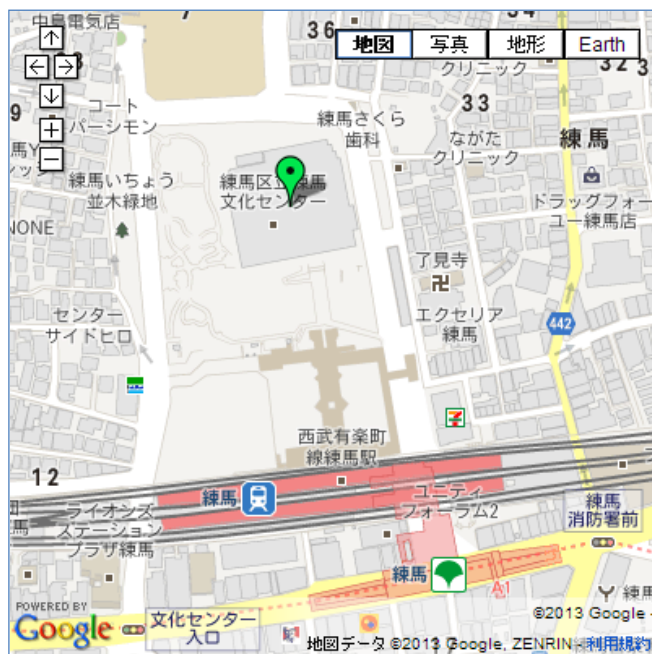 中島電気店
7
36
34
地図
写真
地形
Earth
33
クリニック
32
3
9
コート
パーシモン
33
練馬さくら
歯科
ながた
クリニック
練馬
練馬いちょう
並木緑地
練馬区立練馬
文化センター
ドラッグフォー
ユー練馬店
NONE
了見寺
センター
サイドヒロ
エクセリア
練馬
442
7
西武有楽町
線練馬駅
12
練馬
ユニティ
フォーラム2
ライオンズ
ステーション
プラザ練馬
練馬
消防署前
練馬
A1
練馬
POWERED BY
Google
文化センター
入口
©2013 Google -
地図データ ©2013 Google, ZENRIN -
利用規約